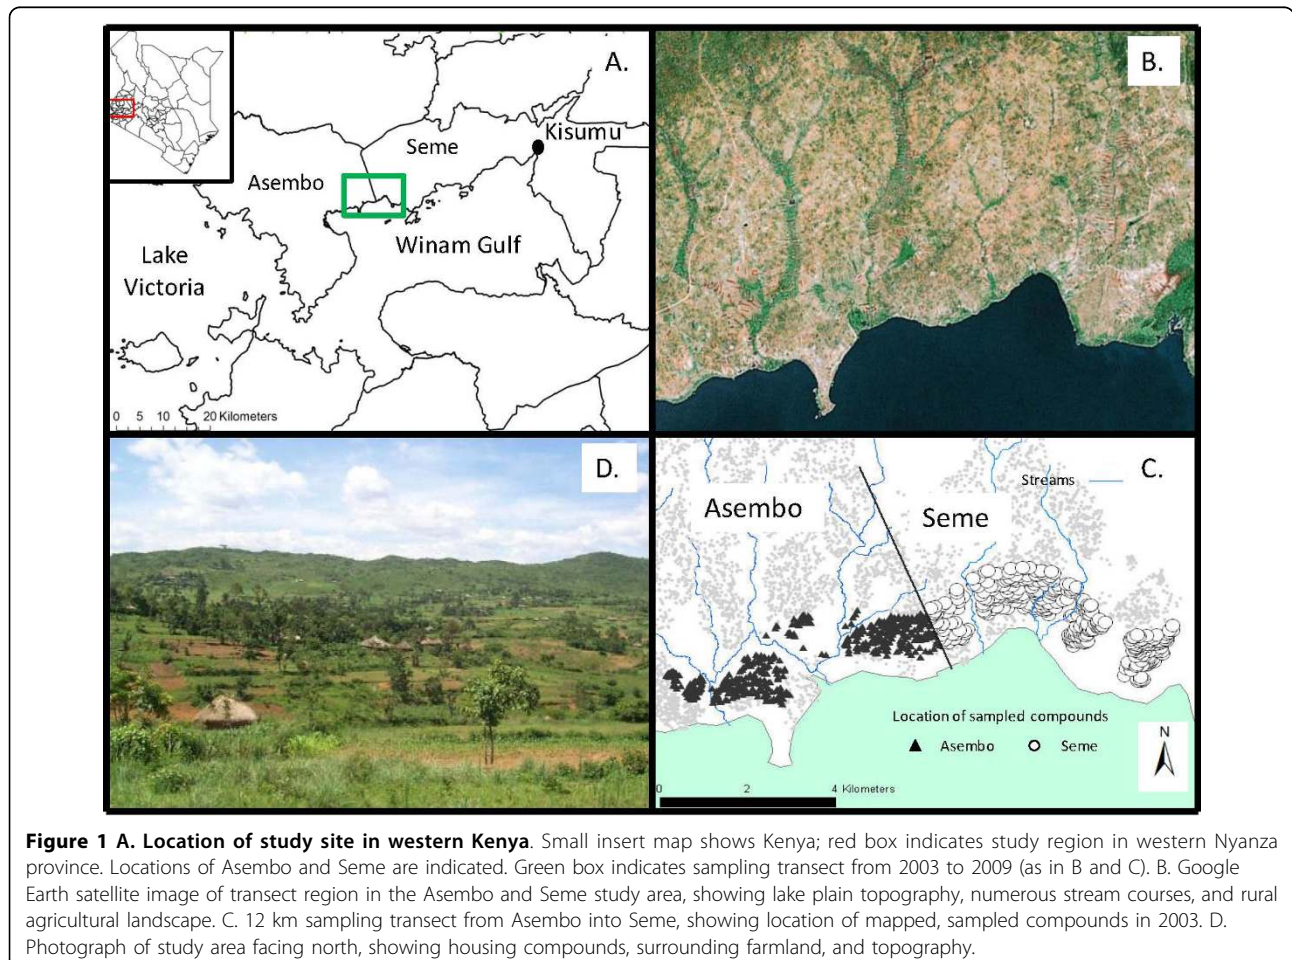 A.
Kisumu
Seme
Asembo
Winam Gulf
Lake
Victoria
0 5 10 20 Kilometers
B.
D.
C.
Streams
Asembo
Seme
Location of sampled compounds
Asembo Seme
N
0 2 4 Kilometers
Figure 1 A. Location of study site in western Kenya. Small insert map shows Kenya; red box indicates study region in western Nyanza
province. Locations of Asembo and Seme are indicated. Green box indicates sampling transect from 2003 to 2009 (as in B and C). B. Google
Earth satellite image of transect region in the Asembo and Seme study area, showing lake plain topography, numerous stream courses, and rural
agricultural landscape. C. 12 km sampling transect from Asembo into Seme, showing location of mapped, sampled compounds in 2003. D.
Photograph of study area facing north, showing housing compounds, surrounding farmland, and topography.